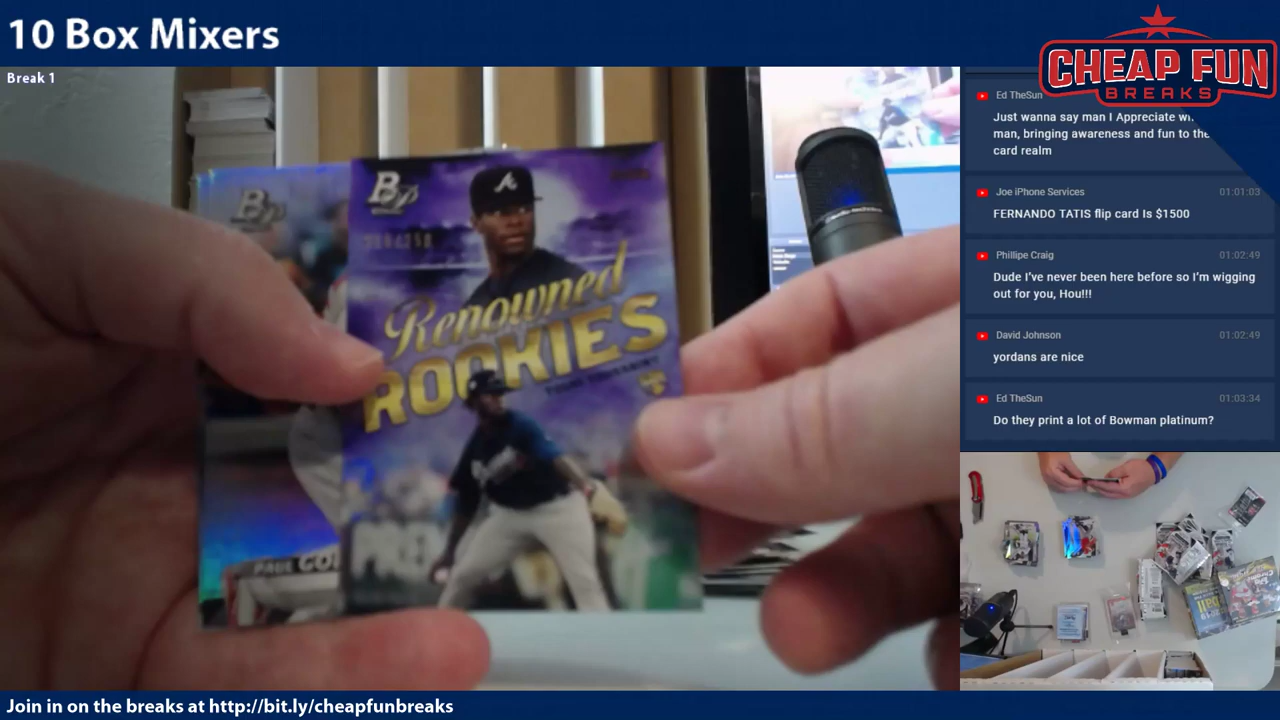 10 Box Mixers
Break 1
CHEAP FUN
BREAKS
Ed TheSun
Just wanna say man I Appreciate
man, bringing awareness and fun to the
card realm
Joe iPhone Services 01:01:03
FERNANDO TATIS flip card Is $1500
Phillipe Craig 01:02:49
Dude I've never been here before so I'm wigging
out for you, Hou!!!
David Johnson 01:02:49
yordans are nice
Ed TheSun 01:03:34
Do they print a lot of Bowman platinum?
BP
BP
A
Renowned
ROOKIES
PAUL
Join in on the breaks at http://bit.ly/cheapfunbreaks